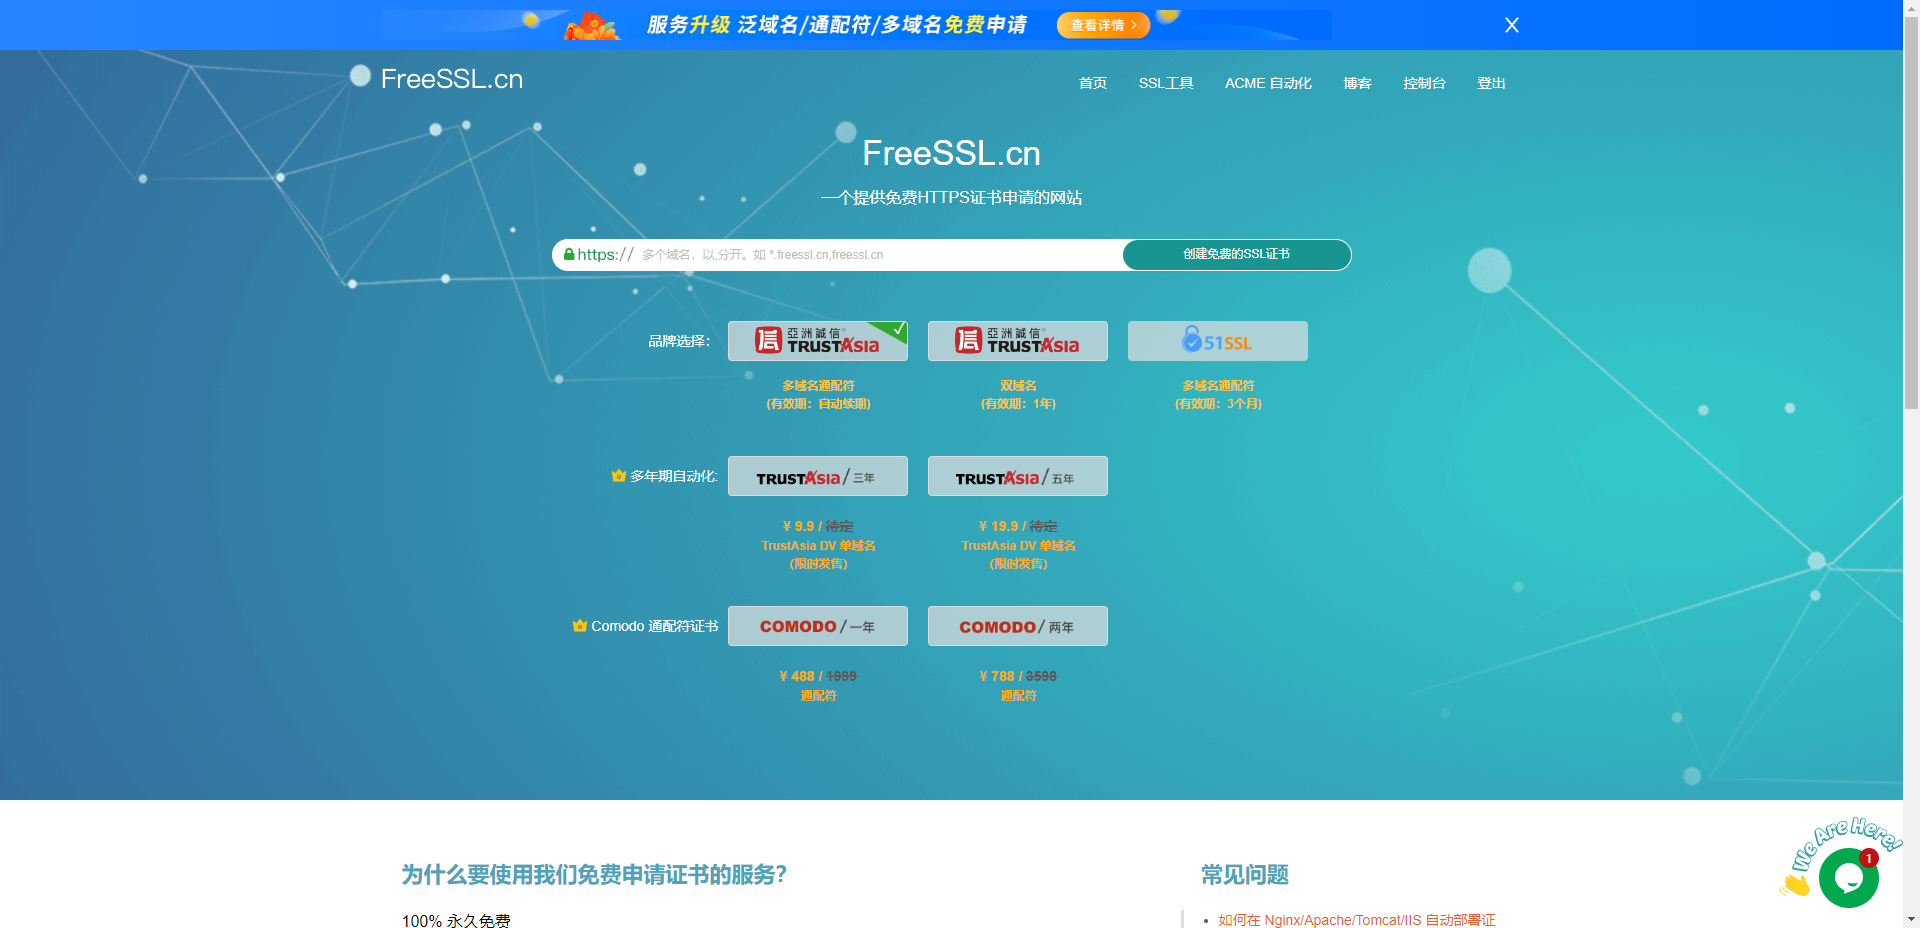 服务升级 泛域名/通配符/多域名免费申请 查看详情 >
FreeSSL.cn
首页 SSL工具 ACME 自动化 博客 控制台 登出
FreeSSL.cn
一个提供免费HTTPS证书申请的网站
https:// 多个域名，以,分开。如 *.freessl.cn,freessl.cn 创建免费的SSL证书
品牌选择： 信 亞洲誠信® TRUSTAsia 信 亞洲誠信® TRUSTAsia 51SSL
多域名通配符 双域名 多域名通配符
(有效期：自动续期) (有效期：1年) (有效期：3个月)
多年期自动化: TRUSTAsia/三年 TRUSTAsia/五年
¥ 9.9 / 待定 ¥ 19.9 / 待定
TrustAsia DV 单域名 TrustAsia DV 单域名
(限时发售) (限时发售)
Comodo 通配符证书 COMODO/一年 COMODO/两年
¥ 488 / 1999 ¥ 788 / 3598
通配符 通配符
We Are Here!
1
为什么要使用我们免费申请证书的服务? 常见问题
100% 永久免费 • 如何在 Nginx/Apache/Tomcat/IIS 自动部署证